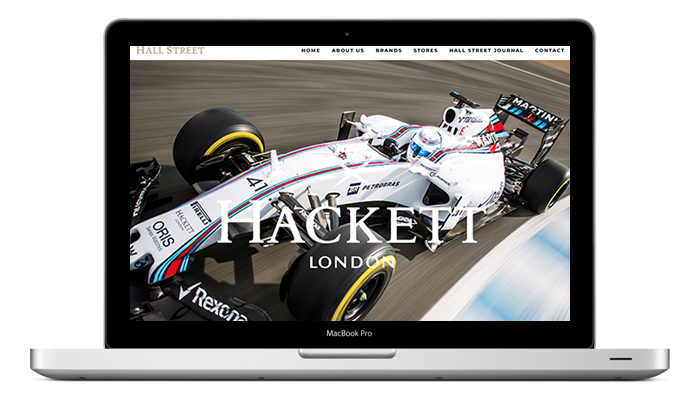 HALL STREET
HOME ABOUT US BRANDS STORES HALL STREET JOURNAL CONTACT
MARTINI
41
PETROBRAS
PIRELLI
HACKETT
LONDON
ORIS
HACKETT
LONDON
Rexona
MacBook Pro